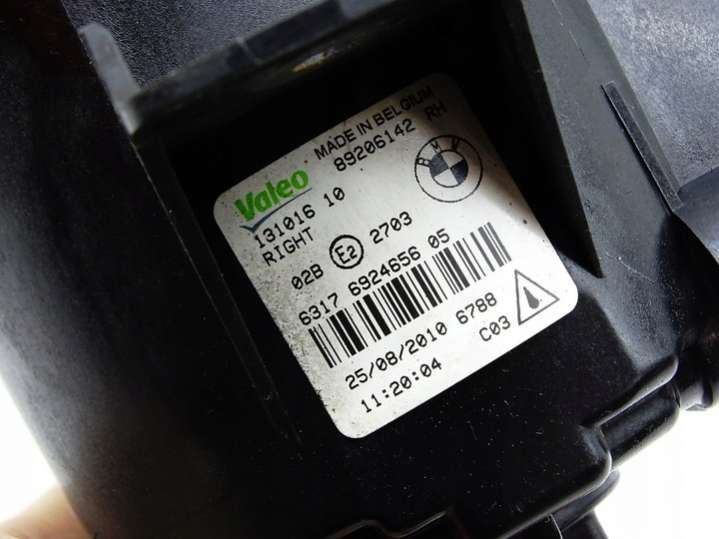 Valeo
MADE IN BELGIUM
89206142 RH
BMW
131016 10
RIGHT
02B E2 2703
6317 6924656 05
25/08/2010 6788
11:20:04
C03